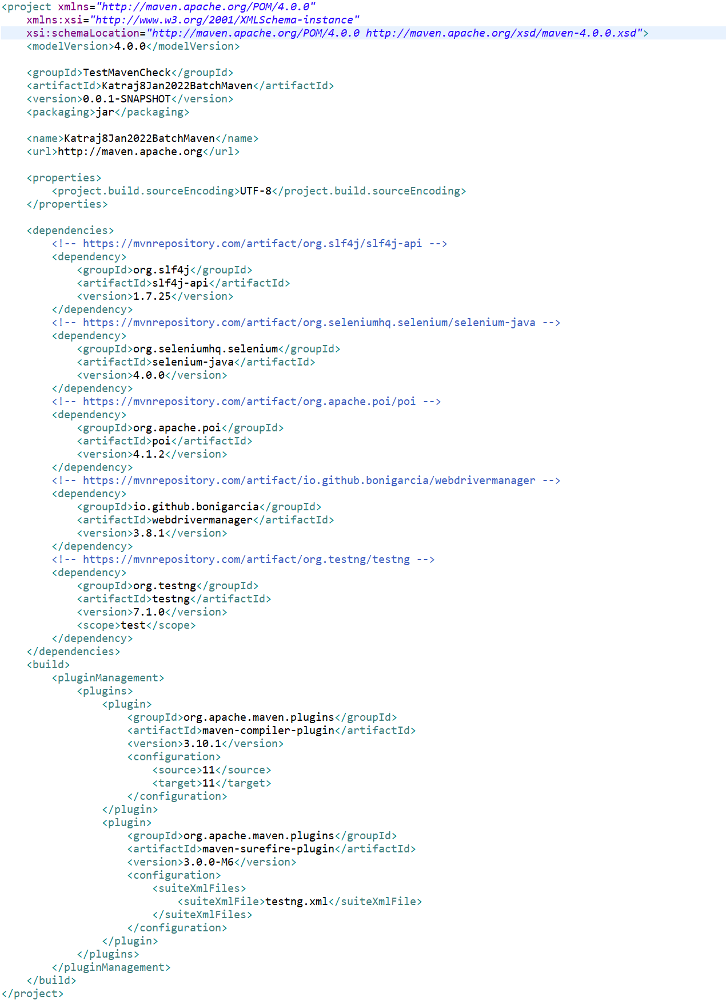 <project xmlns="http://maven.apache.org/POM/4.0.0"
xmlns:xsi="http://www.w3.org/2001/XMLSchema-instance"
xsi:schemaLocation="http://maven.apache.org/POM/4.0.0 http://maven.apache.org/xsd/maven-4.0.0.xsd">
<modelVersion>4.0.0</modelVersion>
<groupId>TestMavenCheck</groupId>
<artifactId>Katraj8Jan2022BatchMaven</artifactId>
<version>0.0.1-SNAPSHOT</version>
<packaging>jar</packaging>
<name>Katraj8Jan2022BatchMaven</name>
<url>http://maven.apache.org</url>
<properties>
<project.build.sourceEncoding>UTF-8</project.build.sourceEncoding>
</properties>
<dependencies>
<!-- https://mvnrepository.com/artifact/org.slf4j/slf4j-api -->
<dependency>
<groupId>org.slf4j</groupId>
<artifactId>slf4j-api</artifactId>
<version>1.7.25</version>
</dependency>
<!-- https://mvnrepository.com/artifact/org.seleniumhq.selenium/selenium-java -->
<dependency>
<groupId>org.seleniumhq.selenium</groupId>
<artifactId>selenium-java</artifactId>
<version>4.0.0</version>
</dependency>
<!-- https://mvnrepository.com/artifact/org.apache.poi/poi -->
<dependency>
<groupId>org.apache.poi</groupId>
<artifactId>poi</artifactId>
<version>4.1.2</version>
</dependency>
<!-- https://mvnrepository.com/artifact/io.github.bonigarcia/webdrivermanager -->
<dependency>
<groupId>io.github.bonigarcia</groupId>
<artifactId>webdrivermanager</artifactId>
<version>3.8.1</version>
</dependency>
<!-- https://mvnrepository.com/artifact/org.testng/testng -->
<dependency>
<groupId>org.testng</groupId>
<artifactId>testng</artifactId>
<version>7.1.0</version>
<scope>test</scope>
</dependency>
</dependencies>
<build>
<pluginManagement>
<plugins>
<plugin>
<groupId>org.apache.maven.plugins</groupId>
<artifactId>maven-compiler-plugin</artifactId>
<version>3.10.1</version>
<configuration>
<source>11</source>
<target>11</target>
</configuration>
</plugin>
<plugin>
<groupId>org.apache.maven.plugins</groupId>
<artifactId>maven-surefire-plugin</artifactId>
<version>3.0.0-M6</version>
<configuration>
<suiteXmlFiles>
<suiteXmlFile>testng.xml</suiteXmlFile>
</suiteXmlFiles>
</configuration>
</plugin>
</plugins>
</pluginManagement>
</build>
</project>